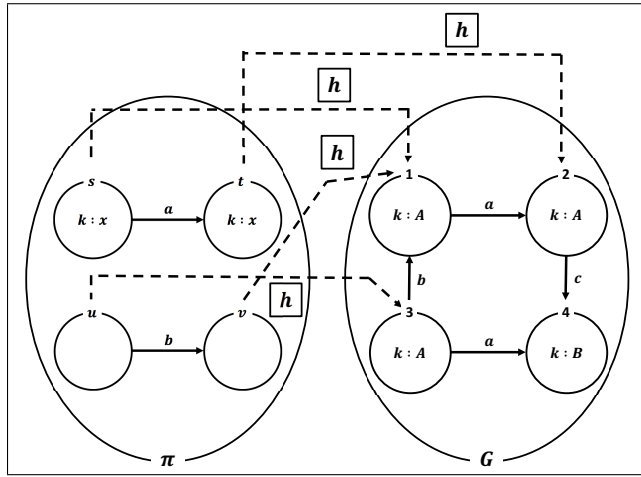 h
h
h
s t 1 2
k : x a k : x k : A a k : A
h b c
u v 3 4
b k : A a k : B
π G